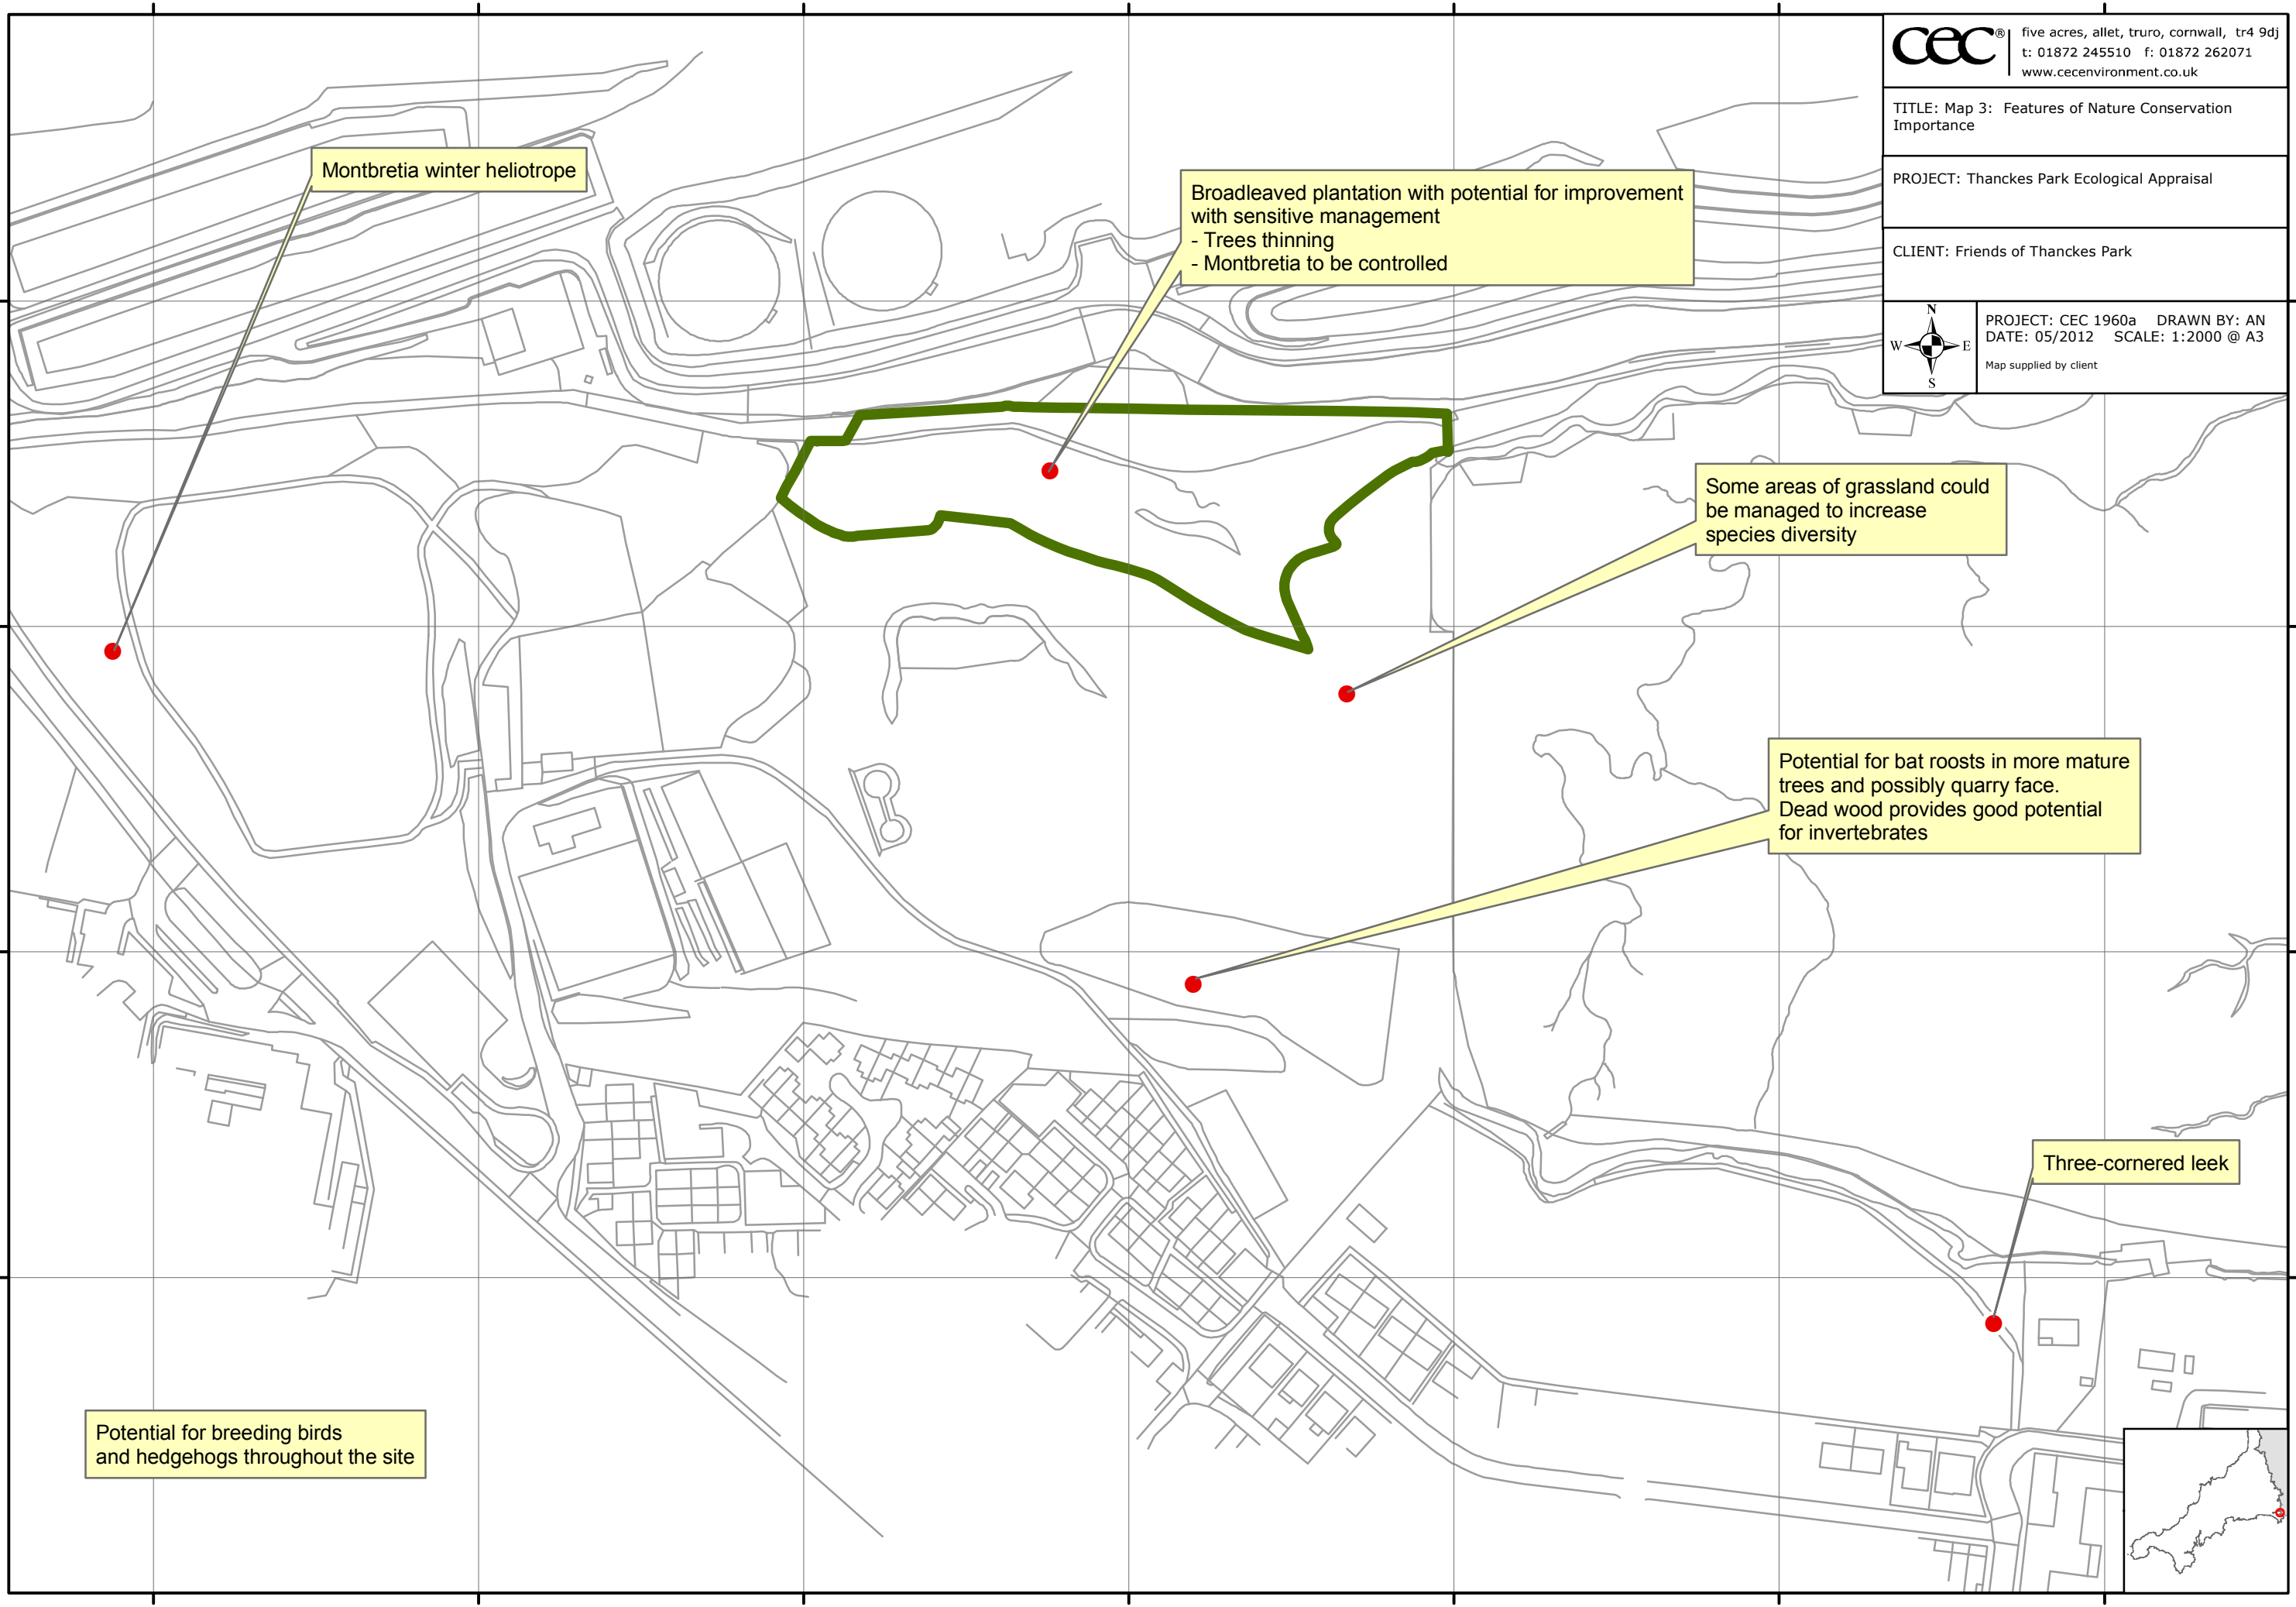 cec®
five acres, allet, truro, cornwall, tr4 9dj
t: 01872 245510 f: 01872 262071
www.cecenvironment.co.uk
TITLE: Map 3: Features of Nature Conservation
Importance
PROJECT: Thanckes Park Ecological Appraisal
CLIENT: Friends of Thanckes Park
N
W
E
S
PROJECT: CEC 1960a DRAWN BY: AN
DATE: 05/2012 SCALE: 1:2000 @ A3
Map supplied by client
Montbretia winter heliotrope
Broadleaved plantation with potential for improvement
with sensitive management
- Trees thinning
- Montbretia to be controlled
Some areas of grassland could
be managed to increase
species diversity
Potential for bat roosts in more mature
trees and possibly quarry face.
Dead wood provides good potential
for invertebrates
Three-cornered leek
Potential for breeding birds
and hedgehogs throughout the site